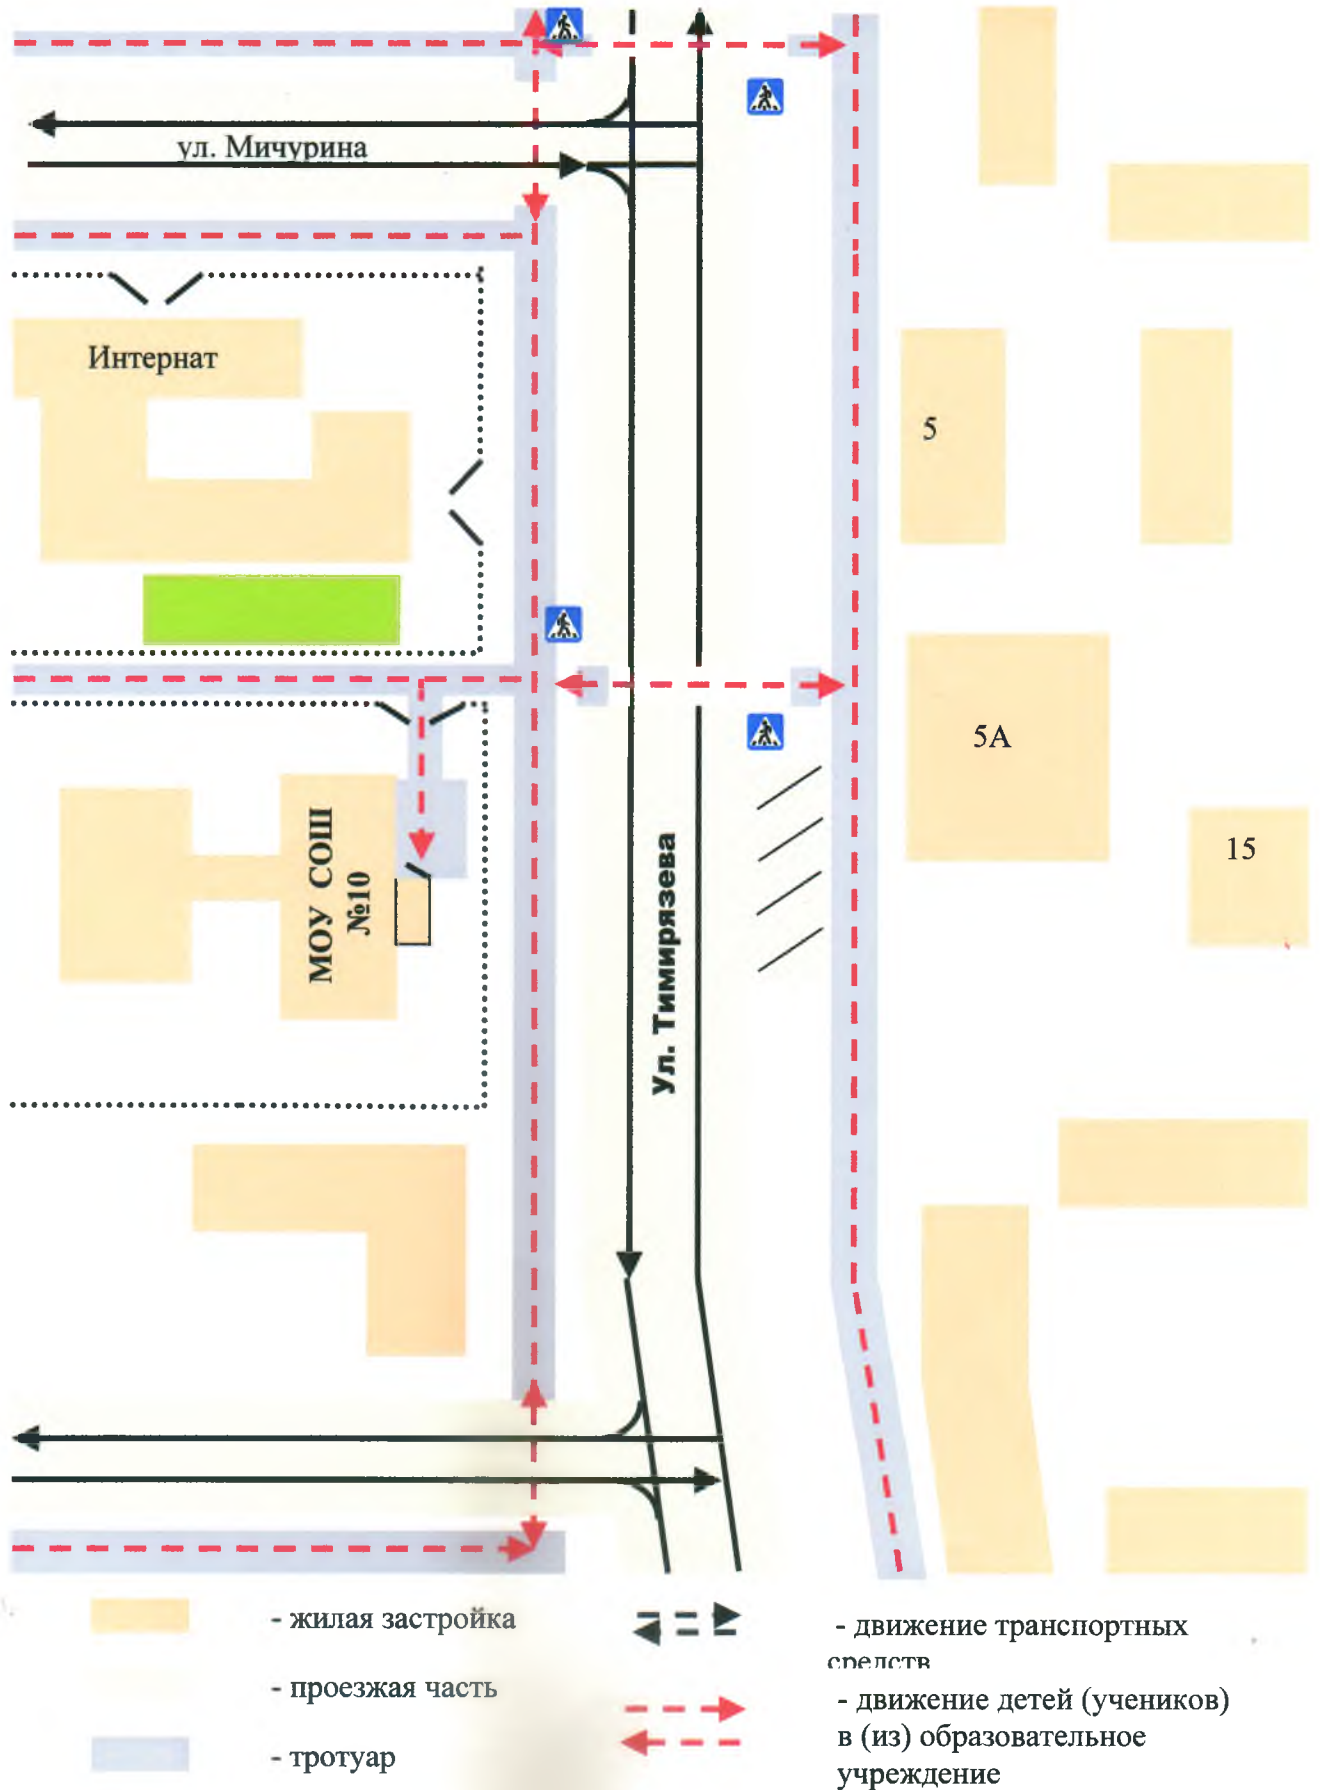 ул. Мичурина
Интернат
5
5А
15
МОУ СОШ
№10
Ул. Тимирязева
- жилая застройка
- проезжая часть
- тротуар
- движение транспортных
средств
- движение детей (учеников)
в (из) образовательное
учреждение